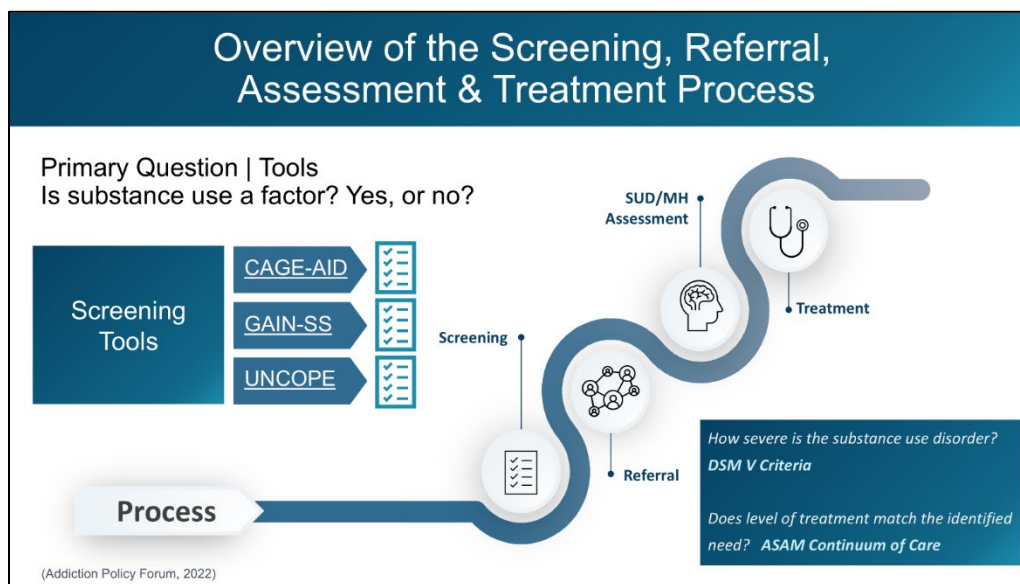 Overview of the Screening, Referral,
Assessment & Treatment Process
Primary Question | Tools
Is substance use a factor? Yes, or no?
Screening
Tools
CAGE-AID
GAIN-SS
UNCOPE
Process
Screening
Referral
SUD/MH
Assessment
Treatment
How severe is the substance use disorder?
DSM V Criteria
Does level of treatment match the identified
need? ASAM Continuum of Care
(Addiction Policy Forum, 2022)